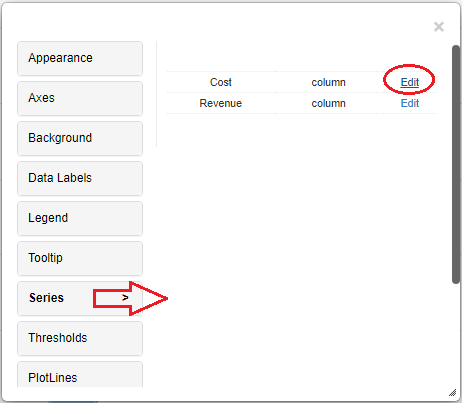 ×
Appearance
Axes
Background
Data Labels
Legend
Tooltip
Series >
Thresholds
PlotLines
Cost column Edit
Revenue column Edit